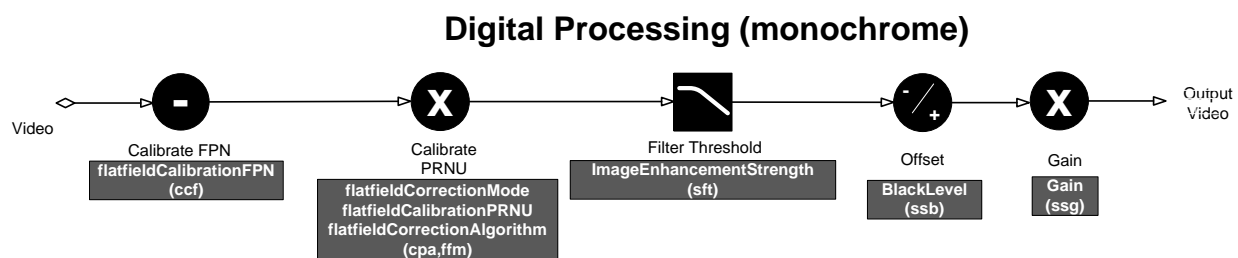 Digital Processing (monochrome)
Video
-
Calibrate FPN
flatfieldCalibrationFPN
(ccf)
X
Calibrate
PRNU
flatfieldCorrectionMode
flatfieldCalibrationPRNU
flatfieldCorrectionAlgorithm
(cpa,ffm)
Filter Threshold
ImageEnhancementStrength
(sft)
- / +
Offset
BlackLevel
(ssb)
X
Gain
Gain
(ssg)
Output
Video